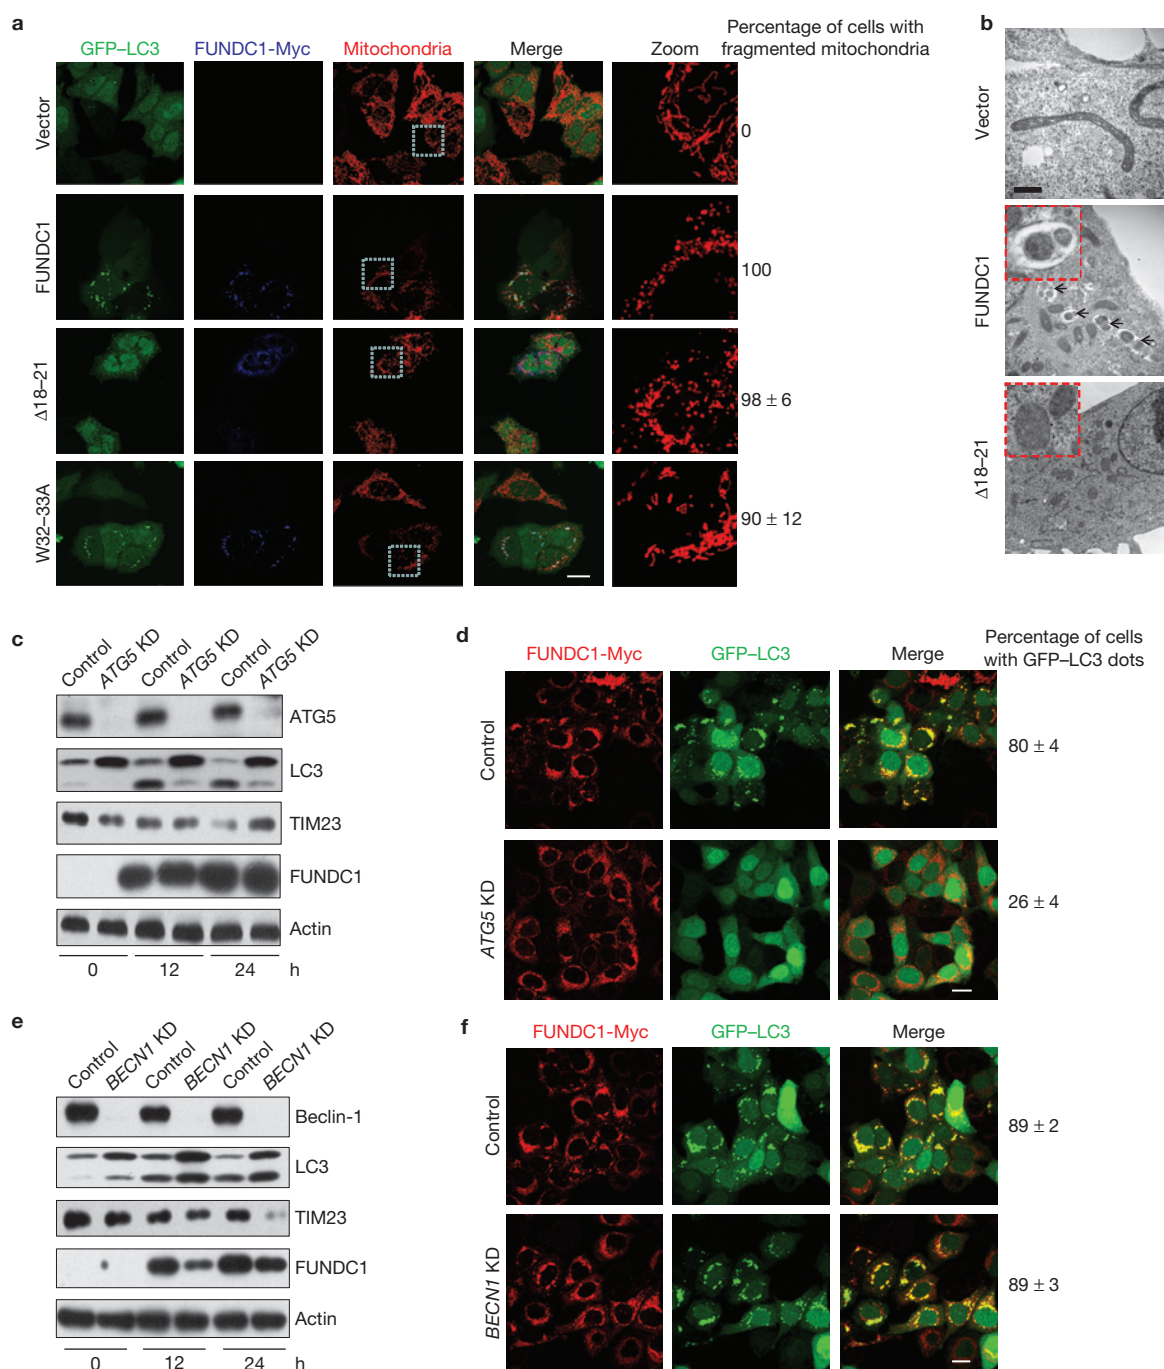 a
GFP–LC3 FUNDC1-Myc Mitochondria Merge Zoom
Percentage of cells with
fragmented mitochondria
Vector
0
FUNDC1
100
Δ18–21
98 ± 6
W32–33A
90 ± 12
b
Vector
FUNDC1
Δ18–21
c
Control ATG5 KD Control ATG5 KD Control ATG5 KD
ATG5
LC3
TIM23
FUNDC1
Actin
0 12 24 h
d
FUNDC1-Myc GFP–LC3 Merge
Percentage of cells
with GFP–LC3 dots
Control
80 ± 4
ATG5 KD
26 ± 4
e
Control BECN1 KD Control BECN1 KD Control BECN1 KD
Beclin-1
LC3
TIM23
FUNDC1
Actin
0 12 24 h
f
FUNDC1-Myc GFP–LC3 Merge
Control
89 ± 2
BECN1 KD
89 ± 3